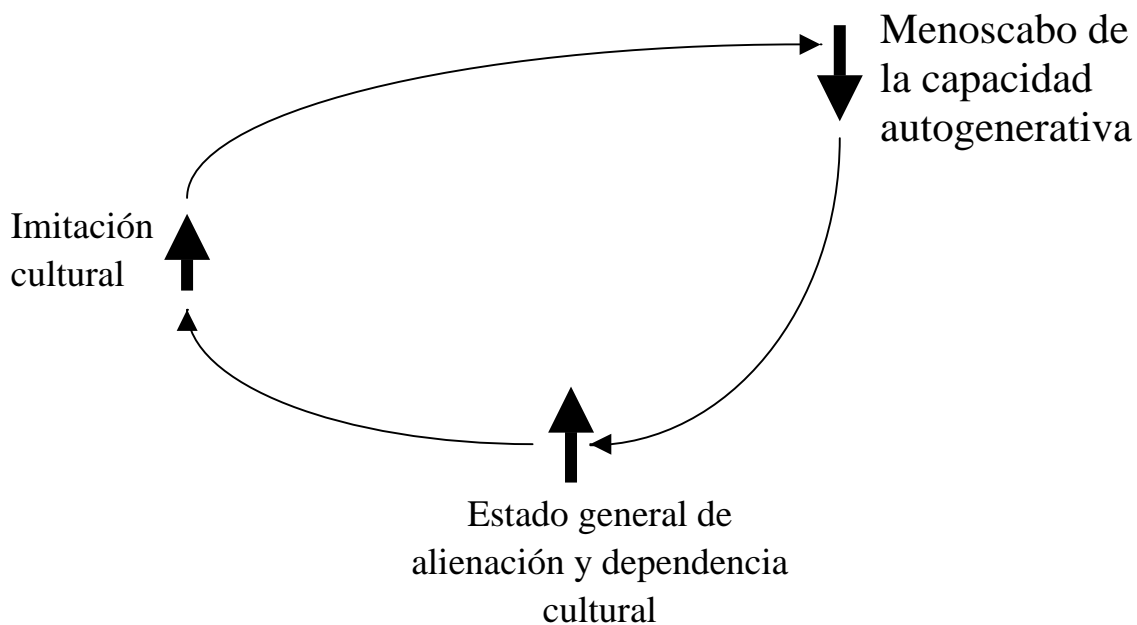 Menoscabo de
la capacidad
autogenerativa
Imitación
cultural
Estado general de
alienación y dependencia
cultural